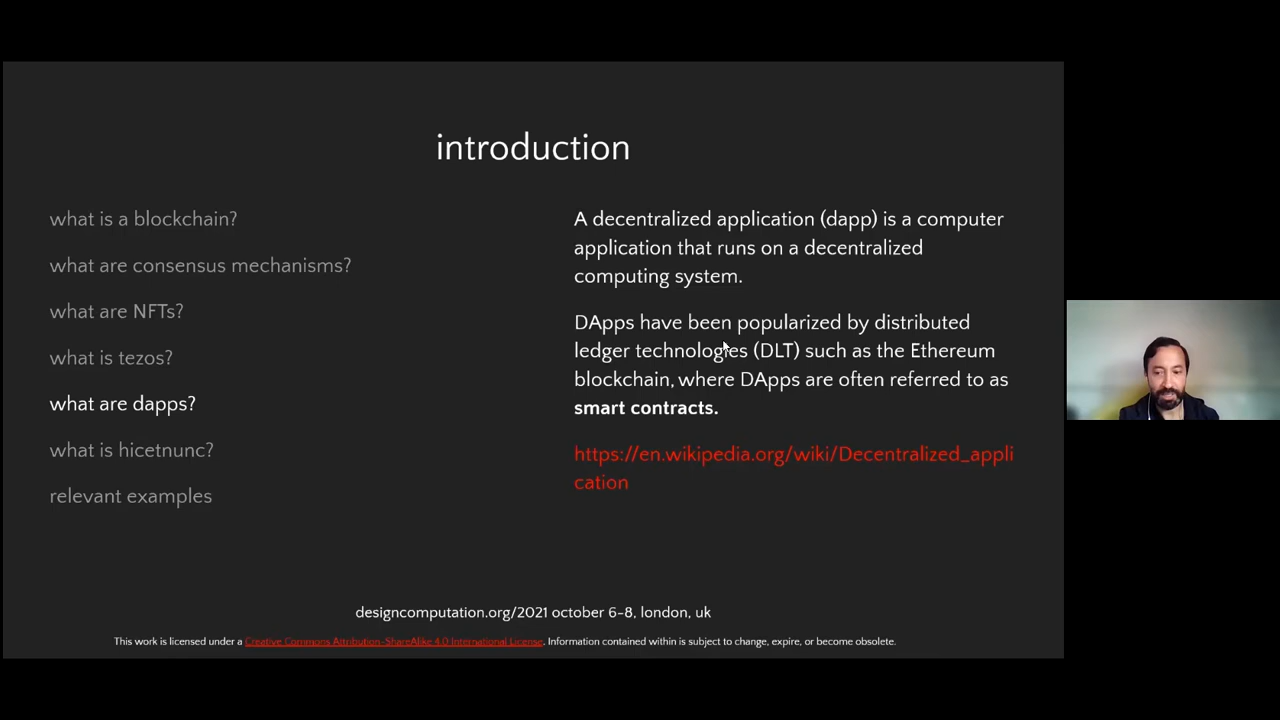 introduction
what is a blockchain?
what are consensus mechanisms?
what are NFTs?
what is tezos?
what are dapps?
what is hicetnunc?
relevant examples
A decentralized application (dapp) is a computer
application that runs on a decentralized
computing system.
DApps have been popularized by distributed
ledger technologies (DLT) such as the Ethereum
blockchain, where DApps are often referred to as
smart contracts.
https://en.wikipedia.org/wiki/Decentralized_appli
cation
designcomputation.org/2021 october 6-8, london, uk
This work is licensed under a Creative Commons Attribution-ShareAlike 4.0 International License. Information contained within is subject to change, expire, or become obsolete.